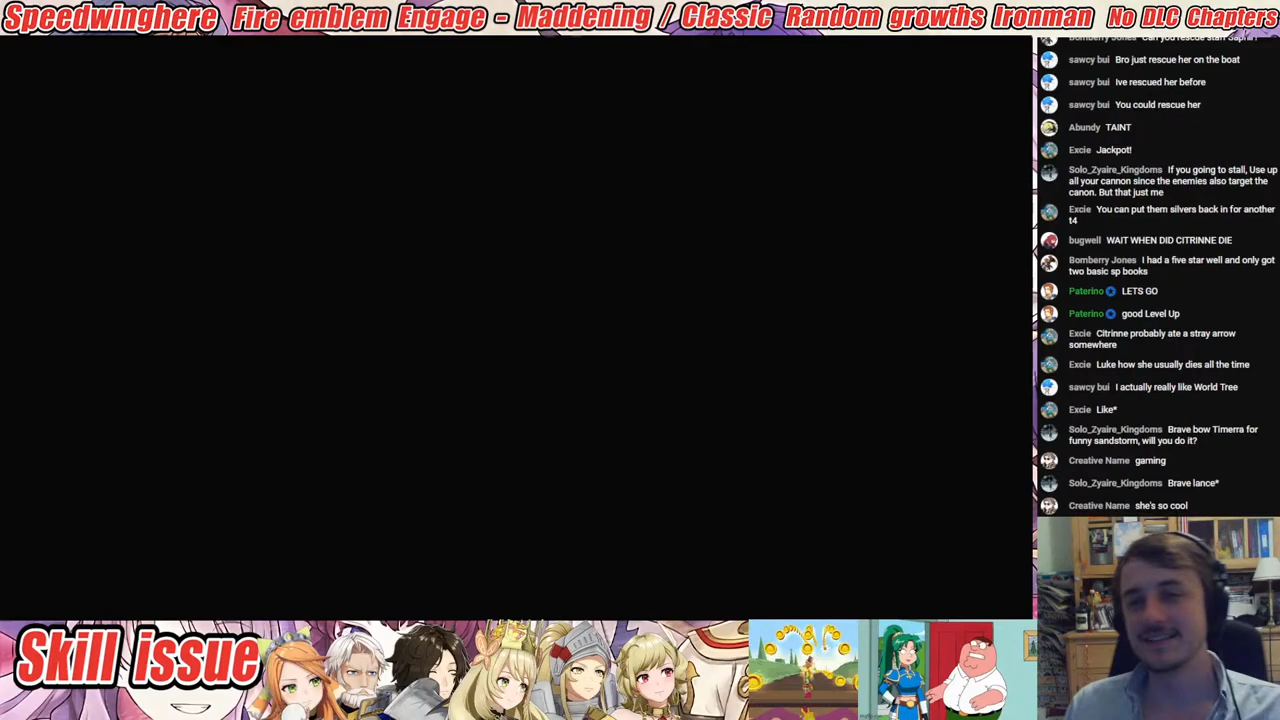 Speedwinghere Fire emblem Engage - Maddening / Classic Random growths Ironman No DLC Chapters
Bomberry Jones Can you rescue staff Saphir?
sawcy bui Bro just rescue her on the boat
sawcy bui Ive rescued her before
sawcy bui You could rescue her
Abundy TAINT
Excie Jackpot!
Solo_Zyaire_Kingdoms If you going to stall, Use up
all your cannon since the enemies also target the
canon. But that just me
Excie You can put them silvers back in for another
t4
bugwell WAIT WHEN DID CITRINNE DIE
Bomberry Jones I had a five star well and only got
two basic sp books
Paterino LETS GO
Paterino good Level Up
Excie Citrinne probably ate a stray arrow
somewhere
Excie Luke how she usually dies all the time
sawcy bui I actually really like World Tree
Excie Like*
Solo_Zyaire_Kingdoms Brave bow Timerra for
funny sandstorm, will you do it?
Creative Name gaming
Solo_Zyaire_Kingdoms Brave lance*
Creative Name she's so cool
Skill issue